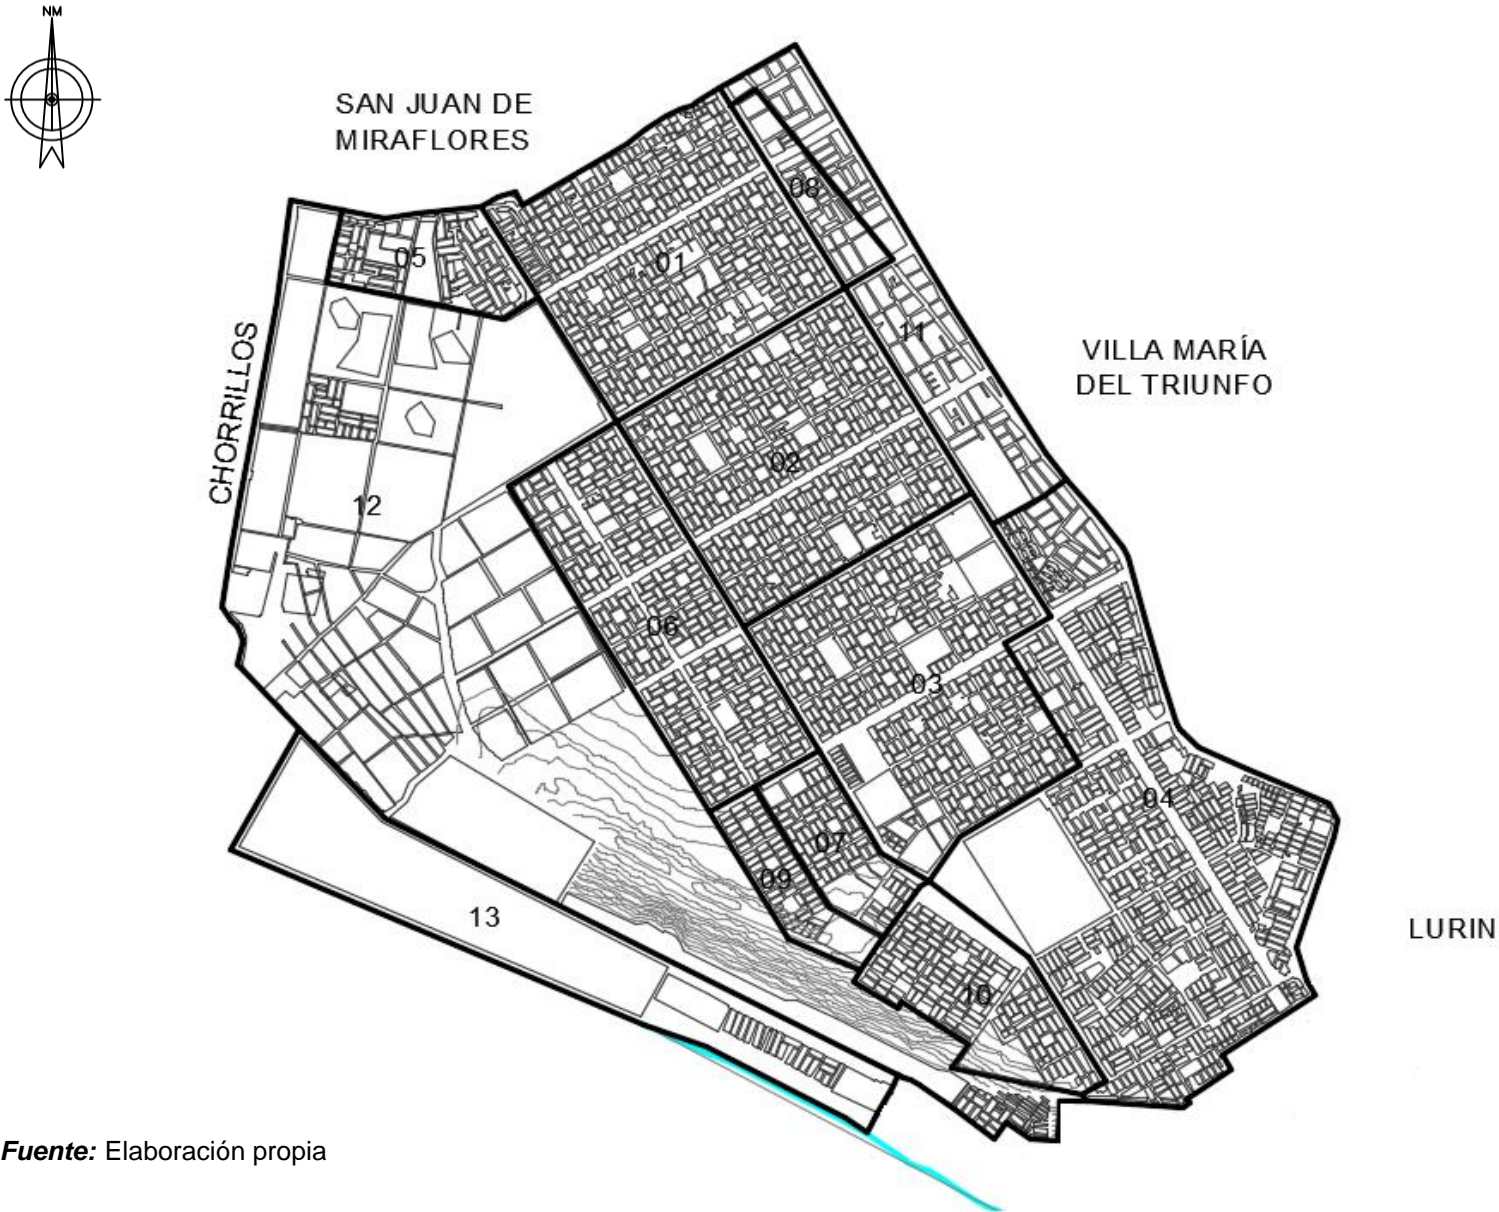 NM
SAN JUAN DE
MIRAFLORES
08
05
01
11
CHORRILLOS
VILLA MARÍA
DEL TRIUNFO
02
12
06
03
04
07
09
13
LURIN
10
Fuente: Elaboración propia